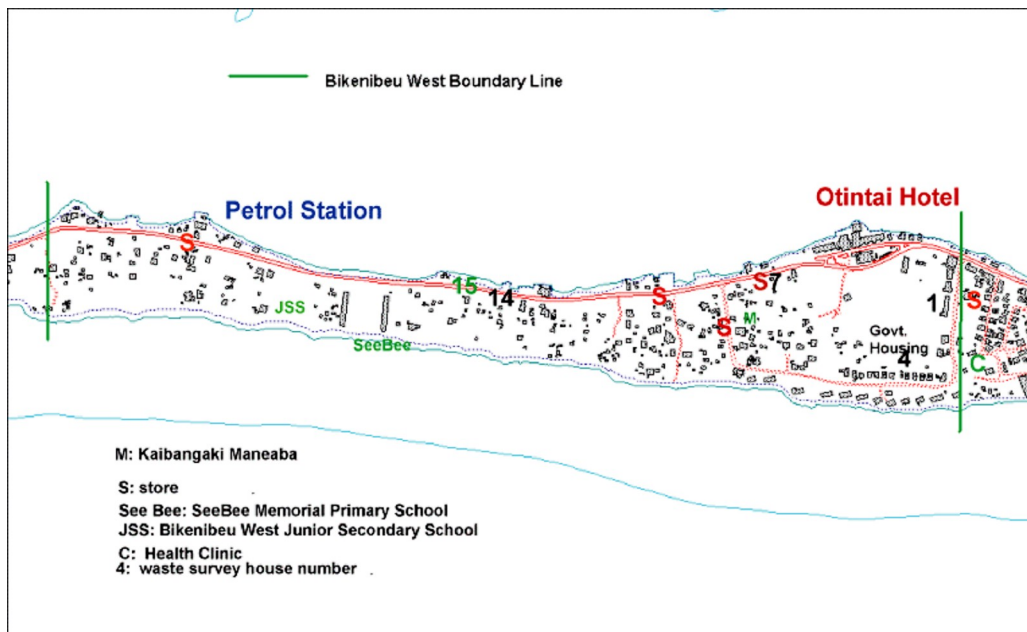 Bikenibeu West Boundary Line
Petrol Station
Otintai Hotel
S
15
14
S
S
7
S
M
1
S
Govt.
Housing
4
C
JSS
SeeBee
M: Kaibangaki Maneaba
S: store
See Bee: SeeBee Memorial Primary School
JSS: Bikenibeu West Junior Secondary School
C: Health Clinic
4: waste survey house number